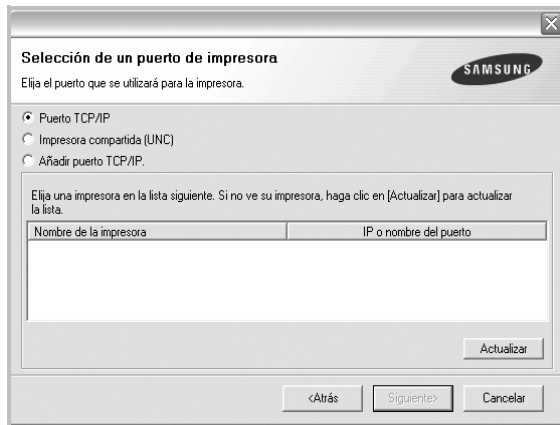 Selección de un puerto de impresora
Elija el puerto que se utilizará para la impresora.
SAMSUNG
Puerto TCP/IP
Impresora compartida (UNC)
Añadir puerto TCP/IP.
Elija una impresora en la lista siguiente. Si no ve su impresora, haga clic en [Actualizar] para actualizar
la lista.
Nombre de la impresora IP o nombre del puerto
Actualizar
<Atrás Siguiente> Cancelar